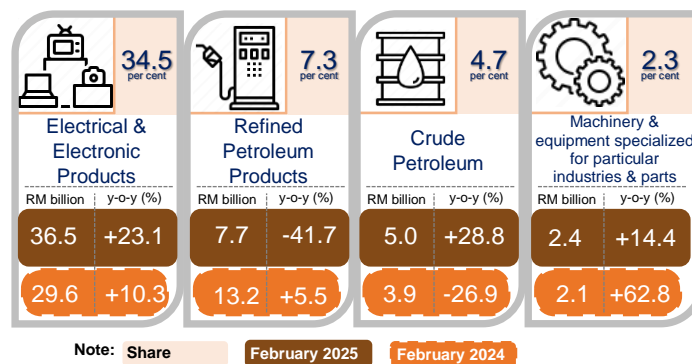 34.5
per cent
Electrical &
Electronic
Products
RM billion y-o-y (%)
36.5 +23.1
29.6 +10.3
7.3
per cent
Refined
Petroleum
Products
RM billion y-o-y (%)
7.7 -41.7
13.2 +5.5
4.7
per cent
Crude
Petroleum
RM billion y-o-y (%)
5.0 +28.8
3.9 -26.9
2.3
per cent
Machinery &
equipment specialized
for particular
industries & parts
RM billion y-o-y (%)
2.4 +14.4
2.1 +62.8
Note: Share February 2025 February 2024